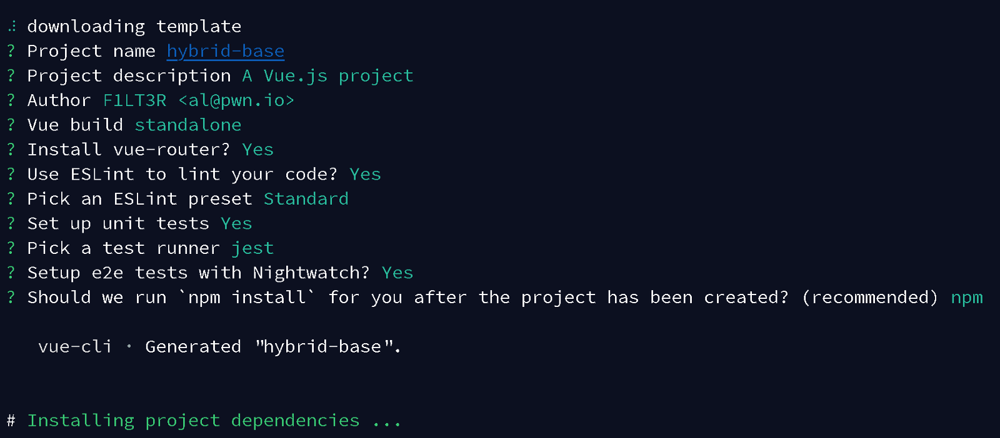 ⠼ downloading template
? Project name hybrid-base
? Project description A Vue.js project
? Author F1LT3R <al@pwn.io>
? Vue build standalone
? Install vue-router? Yes
? Use ESLint to lint your code? Yes
? Pick an ESLint preset Standard
? Set up unit tests Yes
? Pick a test runner jest
? Setup e2e tests with Nightwatch? Yes
? Should we run `npm install` for you after the project has been created? (recommended) npm
vue-cli · Generated "hybrid-base".
# Installing project dependencies ...